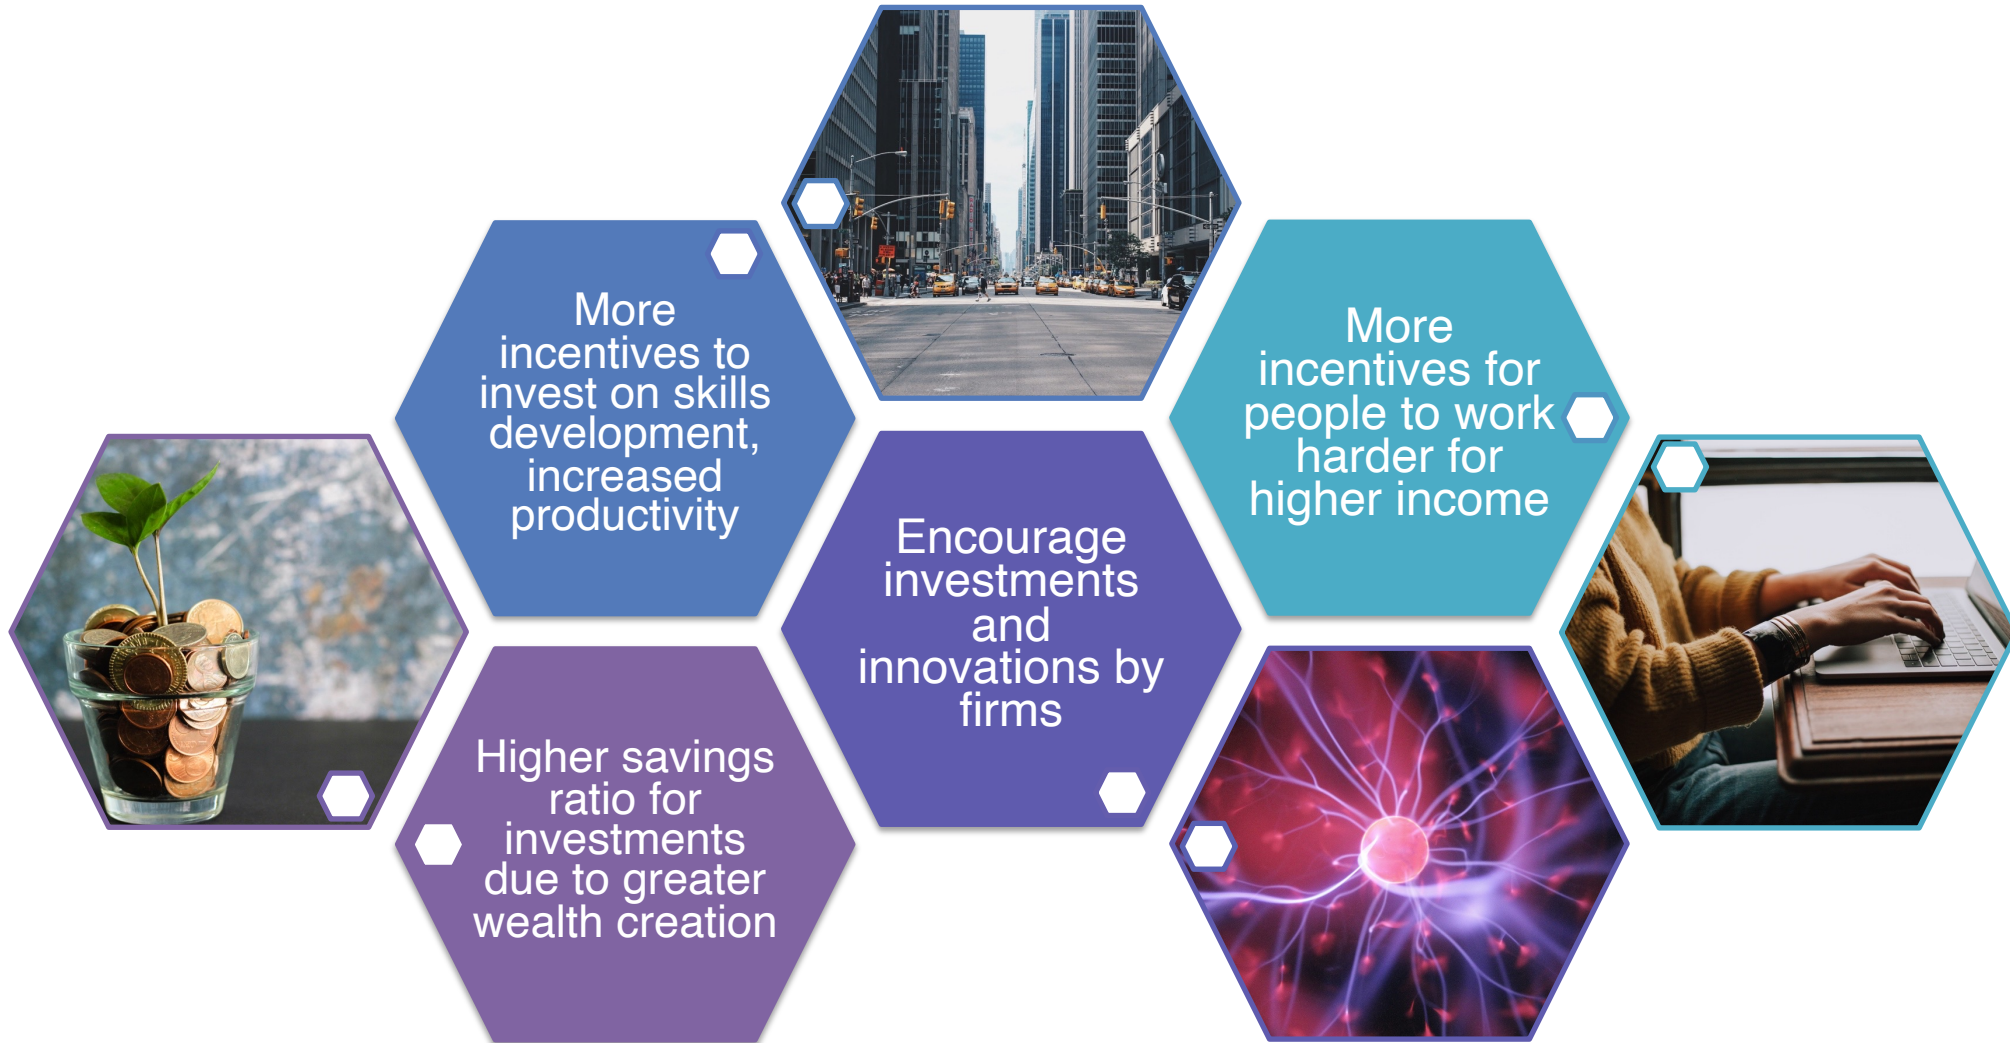 More
incentives to
invest on skills
development,
increased
productivity
More
incentives for
people to work
harder for
higher income
Encourage
investments
and
innovations by
firms
Higher savings
ratio for
investments
due to greater
wealth creation